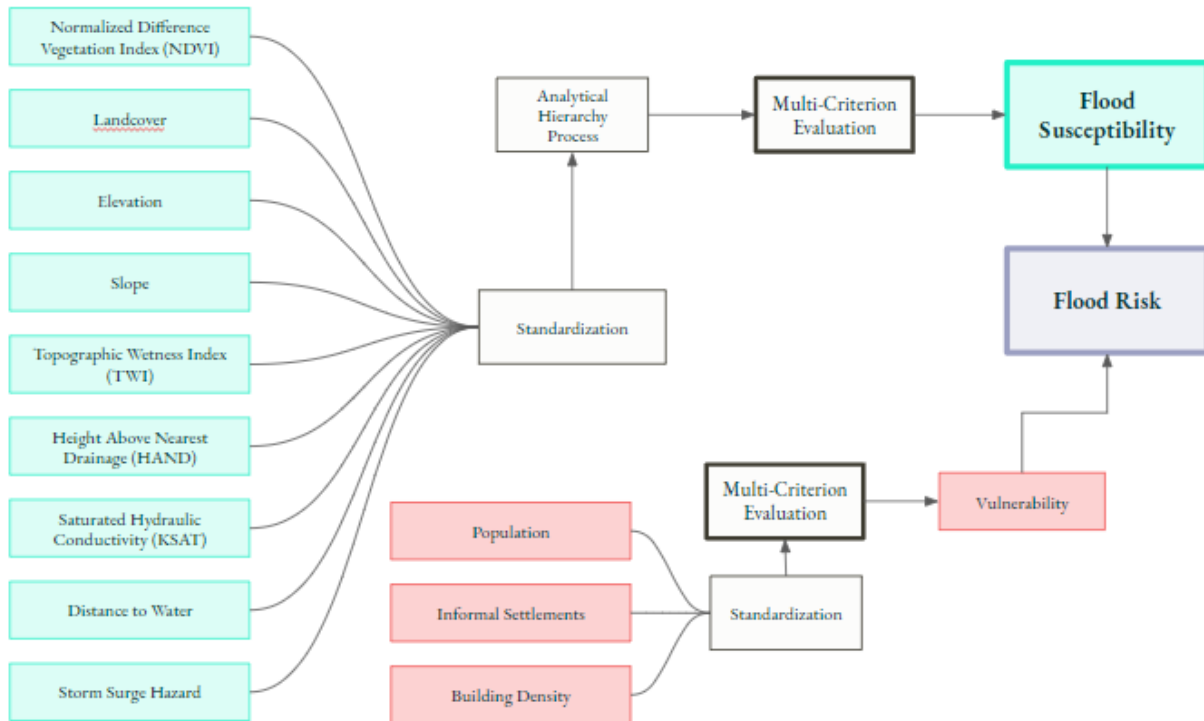 Normalized Difference
Vegetation Index (NDVI)
Landcover
Elevation
Slope
Topographic Wetness Index
(TWI)
Height Above Nearest
Drainage (HAND)
Saturated Hydraulic
Conductivity (KSAT)
Distance to Water
Storm Surge Hazard
Standardization
Analytical
Hierarchy
Process
Multi-Criterion
Evaluation
Flood
Susceptibility
Flood Risk
Population
Informal Settlements
Building Density
Standardization
Multi-Criterion
Evaluation
Vulnerability